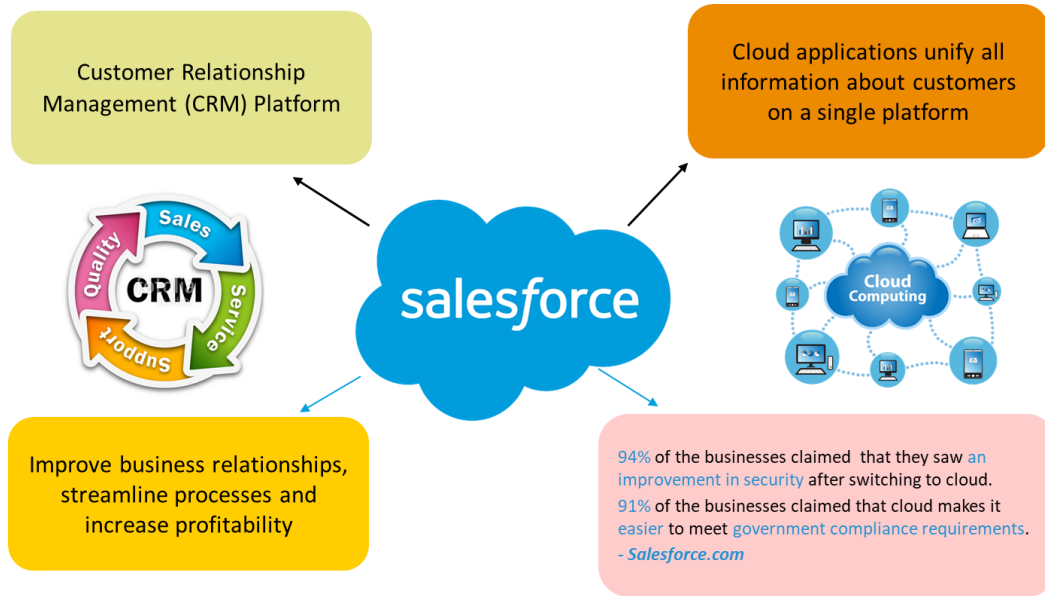 Customer Relationship
Management (CRM) Platform
Cloud applications unify all
information about customers
on a single platform
Sales
Service
Support
Quality
CRM
salesforce
Cloud
Computing
Improve business relationships,
streamline processes and
increase profitability
94% of the businesses claimed that they saw an
improvement in security after switching to cloud.
91% of the businesses claimed that cloud makes it
easier to meet government compliance requirements.
- Salesforce.com